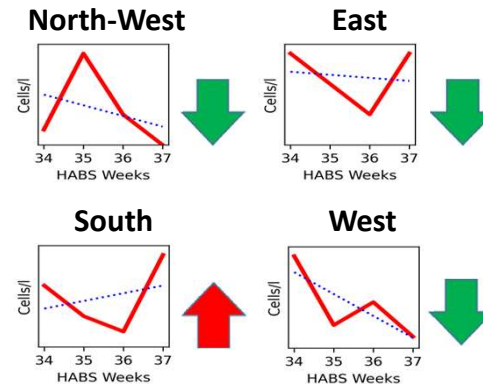 North-West
Cells/l
34 35 36 37
HABS Weeks
East
Cells/l
34 35 36 37
HABS Weeks
South
Cells/l
34 35 36 37
HABS Weeks
West
Cells/l
34 35 36 37
HABS Weeks